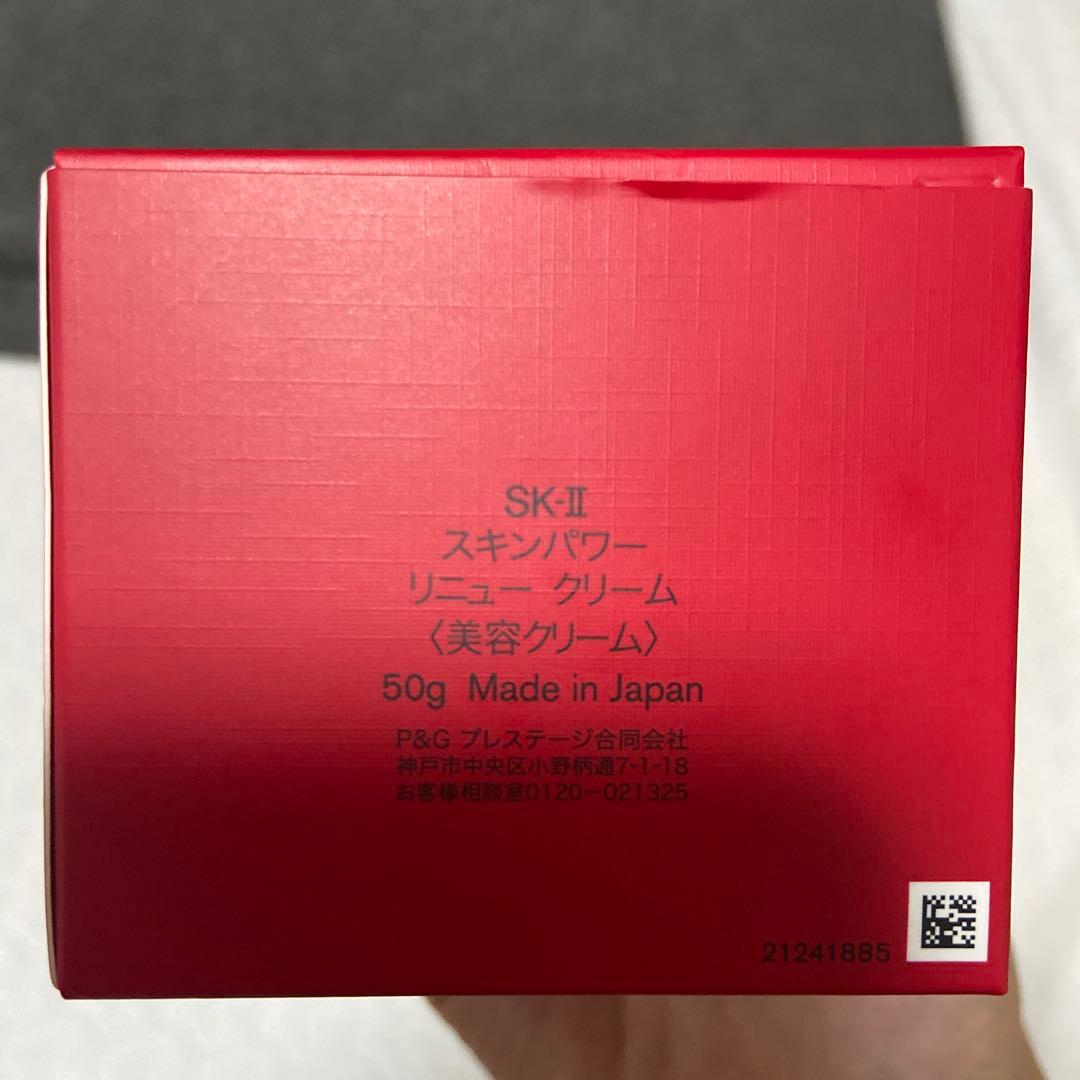 SK-Ⅱ
スキンパワー
リニュー クリーム
〈美容クリーム〉
50g Made in Japan
P&G プレステージ合同会社
神戸市中央区小野柄通7-1-18
お客様相談室0120-021325
21241885